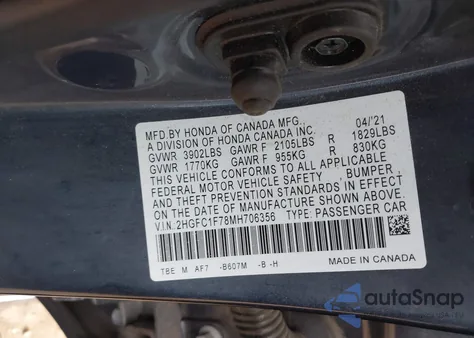 MFD.BY HONDA OF CANADA MFG., 04/'21
A DIVISION OF HONDA CANADA INC.
GVWR 3902LBS GAWR F 2105LBS R 1829LBS
GVWR 1770KG GAWR F 955KG R 830KG
THIS VEHICLE CONFORMS TO ALL APPLICABLE
FEDERAL MOTOR VEHICLE SAFETY , BUMPER ,
AND THEFT PREVENTION STANDARDS IN EFFECT
ON THE DATE OF MANUFACTURE SHOWN ABOVE.
V.I.N. 2HGFC1F78MH706356 TYPE: PASSENGER CAR
TBE M AF7 -B607M -B -H MADE IN CANADA
autoSnap